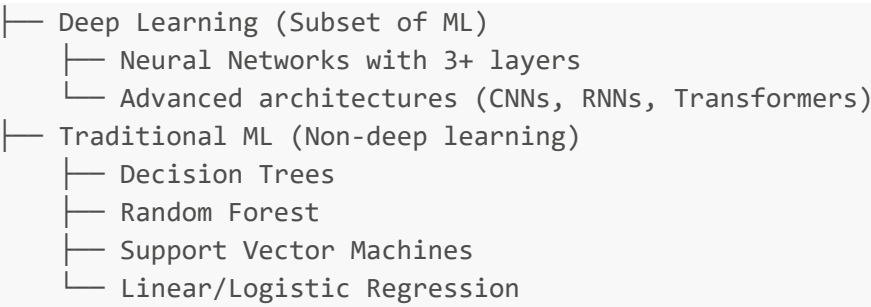 ├── Deep Learning (Subset of ML)
    ├── Neural Networks with 3+ layers
    └── Advanced architectures (CNNs, RNNs, Transformers)
├── Traditional ML (Non-deep learning)
    ├── Decision Trees
    ├── Random Forest
    ├── Support Vector Machines
    └── Linear/Logistic Regression